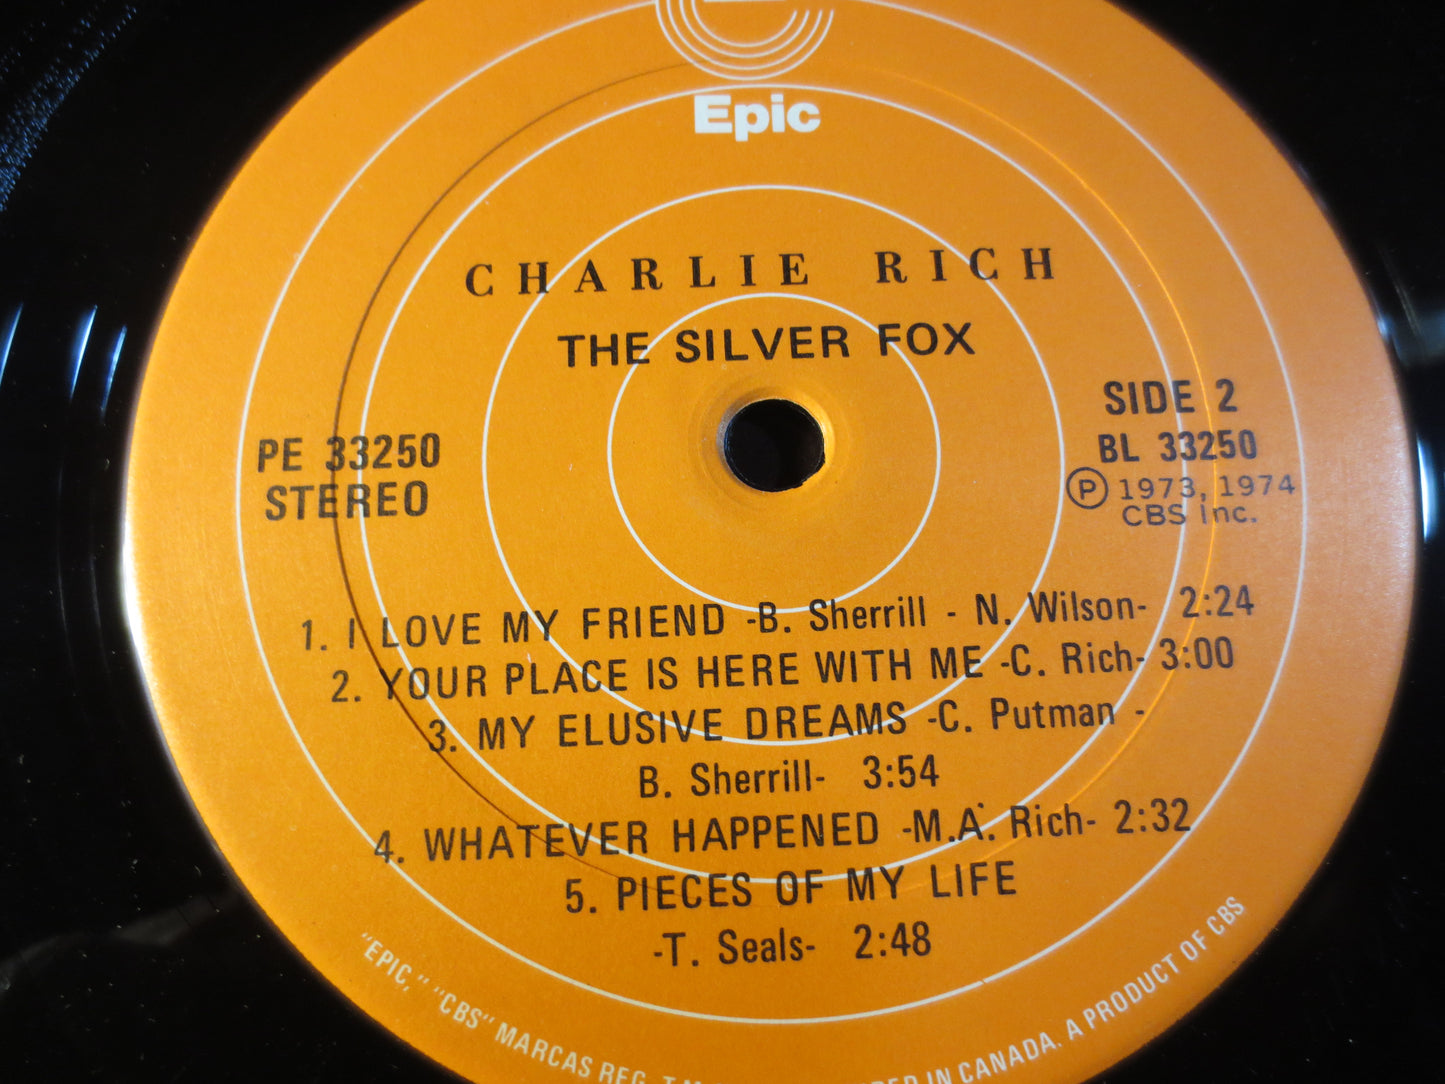 Epic
CHARLIE RICH
THE SILVER FOX
PE 33250
STEREO
SIDE 2
BL 33250
Ⓟ 1973, 1974
CBS Inc.
1. I LOVE MY FRIEND -B. Sherrill - N. Wilson- 2:24
2. YOUR PLACE IS HERE WITH ME -C. Rich- 3:00
3. MY ELUSIVE DREAMS -C. Putman -
B. Sherrill- 3:54
4. WHATEVER HAPPENED -M.A. Rich- 2:32
5. PIECES OF MY LIFE
-T. Seals- 2:48
"EPIC," "CBS" MARCAS REG. IN CANADA. A PRODUCT OF CBS